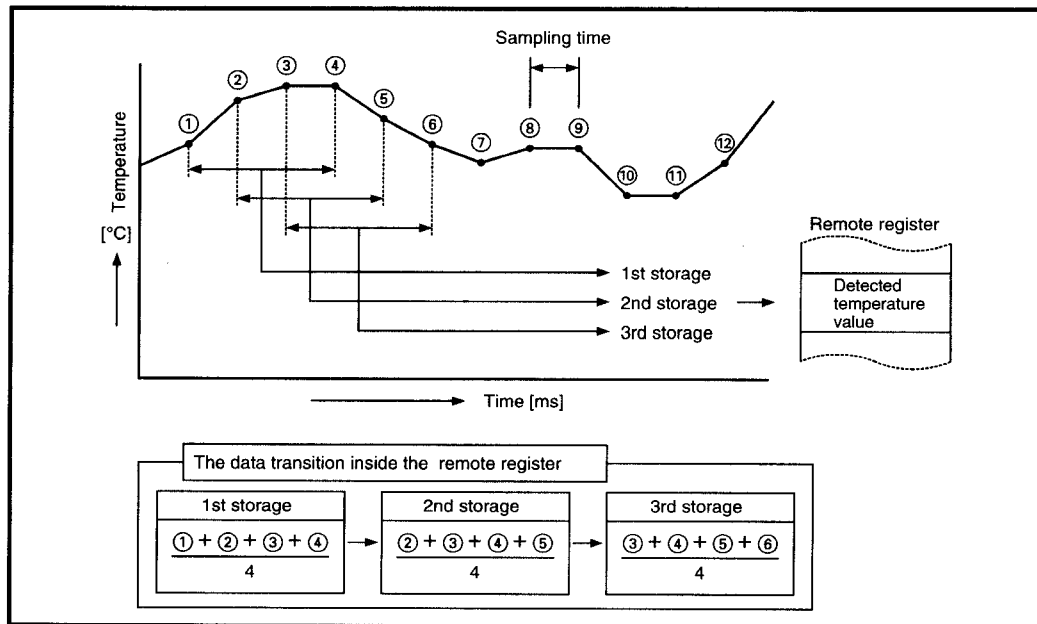 Sampling time
① ② ③ ④ ⑤ ⑥ ⑦ ⑧ ⑨ ⑩ ⑪ ⑫
Temperature
[°C]
Remote register
Detected
temperature
value
1st storage
2nd storage
3rd storage
Time [ms]
The data transition inside the remote register
1st storage
① + ② + ③ + ④
4
2nd storage
② + ③ + ④ + ⑤
4
3rd storage
③ + ④ + ⑤ + ⑥
4